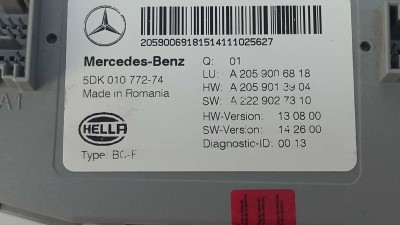 20590069181514111025627
Mercedes-Benz
5DK 010 772-74
Made in Romania
HELLA
Type: BC-F
Q: 01
LU: A 205 900 68 18
HW: A 205 901 39 04
SW: A 222 902 73 10
HW-Version: 13 08 00
SW-Version: 14 26 00
Diagnostic-ID: 00 13
A1